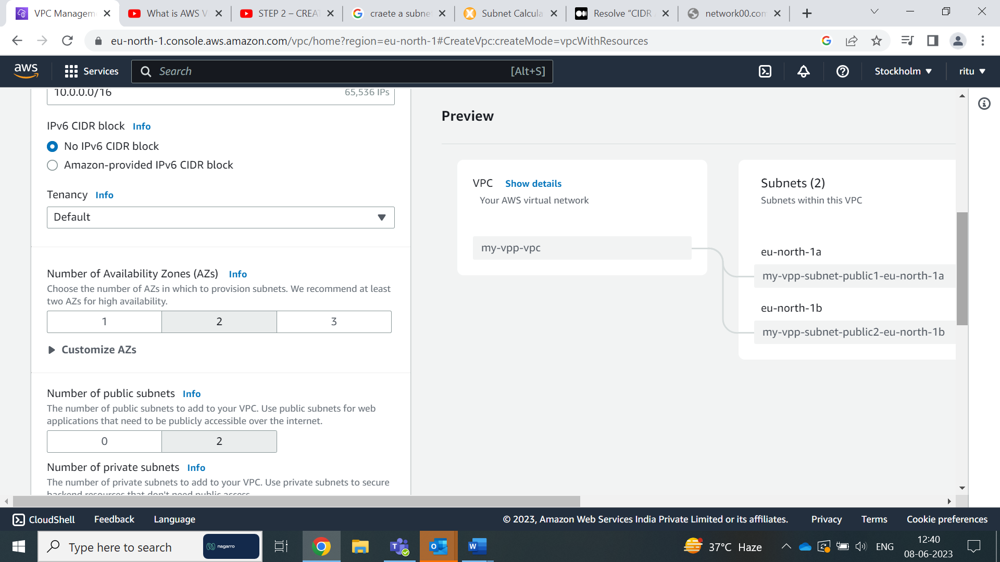 VPC Managem
What is AWS V
STEP 2 – CREAT
craete a subne
Subnet Calcula
Resolve “CIDR
network00.com
eu-north-1.console.aws.amazon.com/vpc/home?region=eu-north-1#CreateVpc:createMode=vpcWithResources
aws
Services
Search
[Alt+S]
Stockholm
ritu
10.0.0.0/16
65,536 IPs
IPv6 CIDR block Info
No IPv6 CIDR block
Amazon-provided IPv6 CIDR block
Tenancy Info
Default
Number of Availability Zones (AZs) Info
Choose the number of AZs in which to provision subnets. We recommend at least
two AZs for high availability.
1 2 3
Customize AZs
Number of public subnets Info
The number of public subnets to add to your VPC. Use public subnets for web
applications that need to be publicly accessible over the internet.
0 2
Number of private subnets Info
The number of private subnets to add to your VPC. Use private subnets to secure
backend resources that don't need public access.
Preview
VPC Show details
Your AWS virtual network
my-vpp-vpc
Subnets (2)
Subnets within this VPC
eu-north-1a
my-vpp-subnet-public1-eu-north-1a
eu-north-1b
my-vpp-subnet-public2-eu-north-1b
CloudShell
Feedback
Language
© 2023, Amazon Web Services India Private Limited or its affiliates.
Privacy
Terms
Cookie preferences
Type here to search
nagarro
37°C Haze
ENG
12:40
08-06-2023